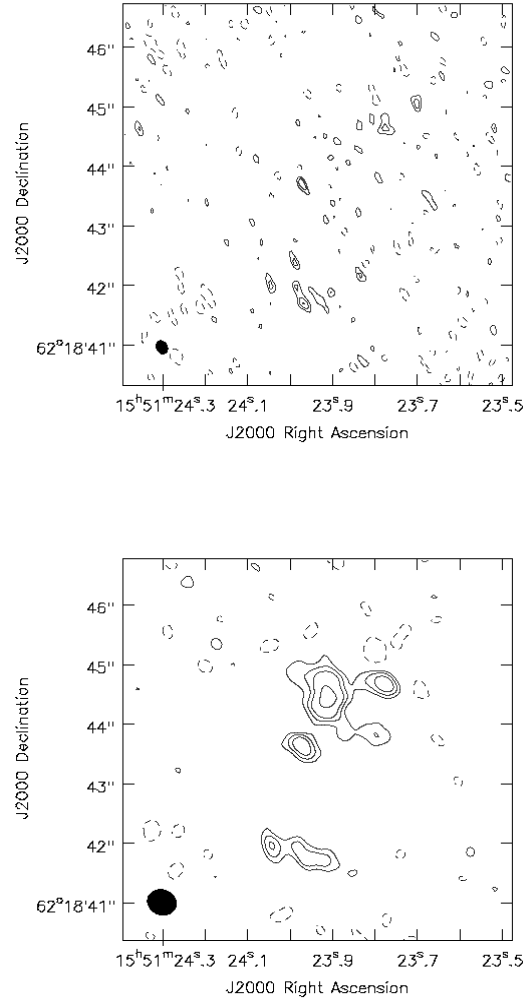 46"
45"
44"
43"
42"
62°18'41"
J2000 Declination
15ʰ51ᵐ24ˢ.3 24ˢ.1 23ˢ.9 23ˢ.7 23ˢ.5
J2000 Right Ascension
46"
45"
44"
43"
42"
62°18'41"
J2000 Declination
15ʰ51ᵐ24ˢ.3 24ˢ.1 23ˢ.9 23ˢ.7 23ˢ.5
J2000 Right Ascension